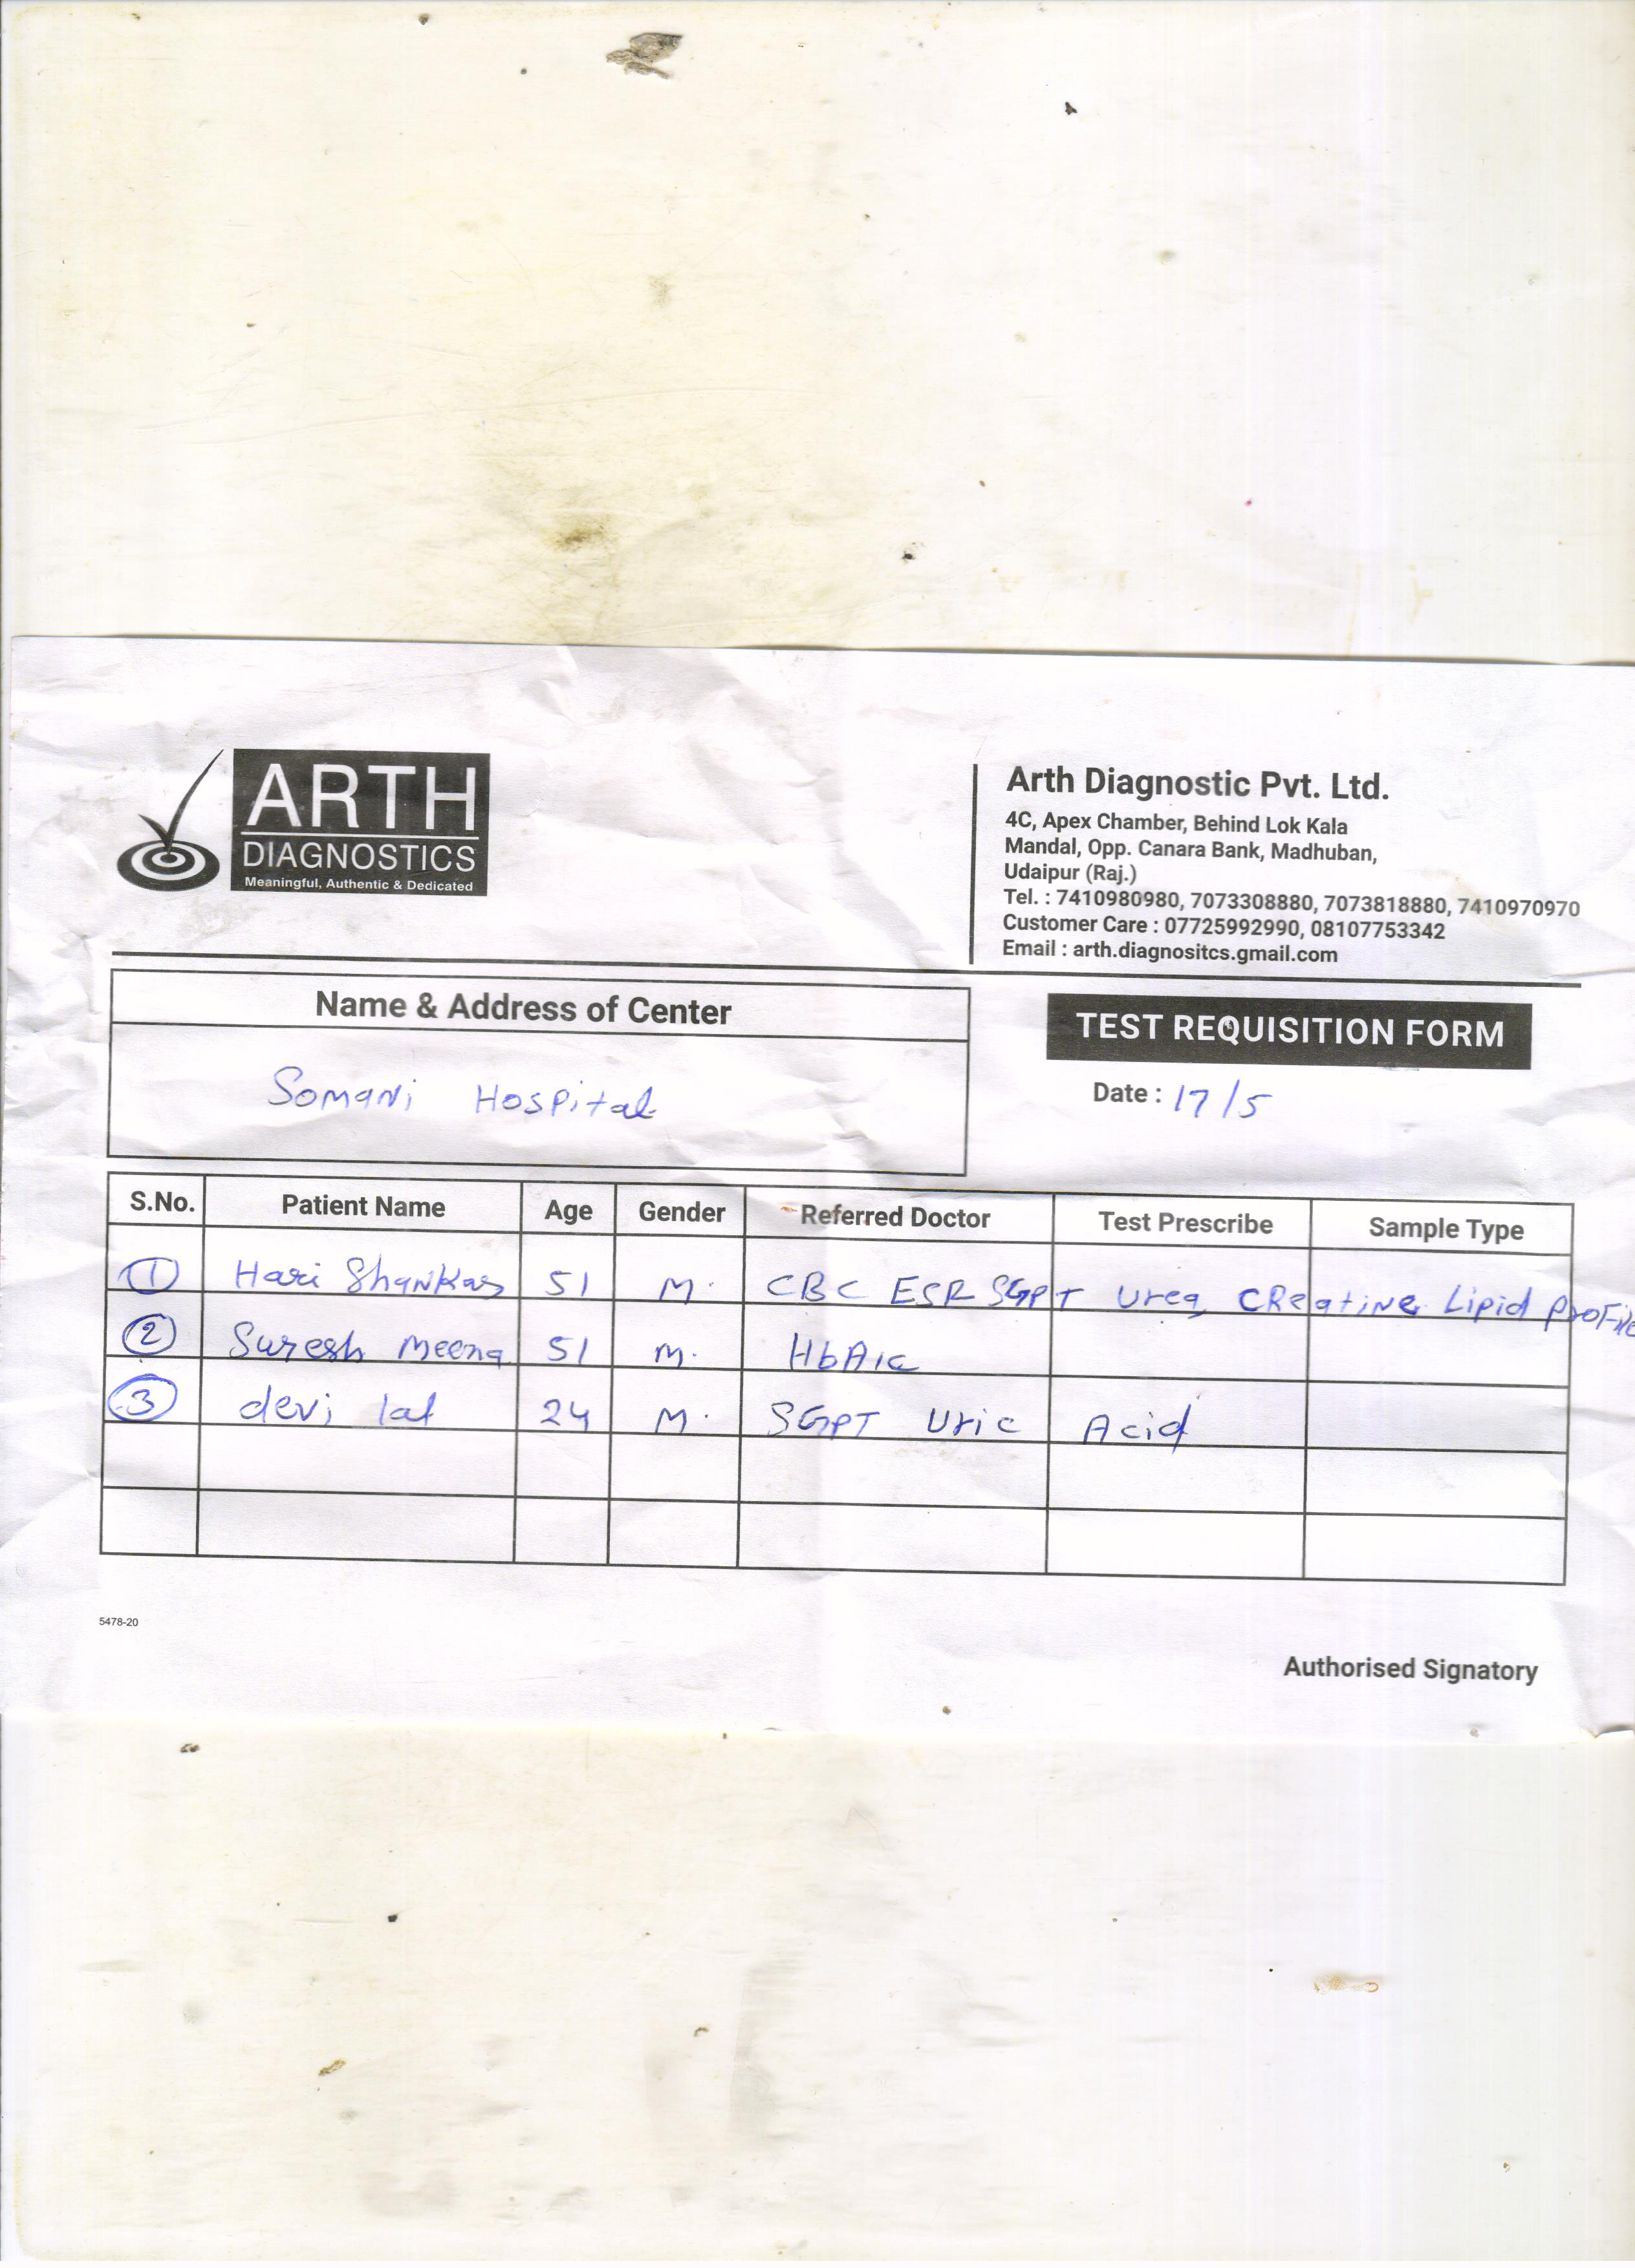 ARTH
DIAGNOSTICS
Meaningful, Authentic & Dedicated
Arth Diagnostic Pvt. Ltd.
4C, Apex Chamber, Behind Lok Kala
Mandal, Opp. Canara Bank, Madhuban,
Udaipur (Raj.)
Tel. : 7410980980, 7073308880, 7073818880, 7410970970
Customer Care : 07725992990, 08107753342
Email : arth.diagnositcs.gmail.com
Name & Address of Center
Somani Hospital
TEST REQUISITION FORM
Date : 17/5
S.No. Patient Name Age Gender Referred Doctor Test Prescribe Sample Type
1 Hari Shankar 51 M. CBC ESR SGPT Urea CReatine Lipid ProFile
2 Suresh Meena 51 M. HbA1c
3 devi lal 24 M. SGPT Uric Acid
5478-20
Authorised Signatory